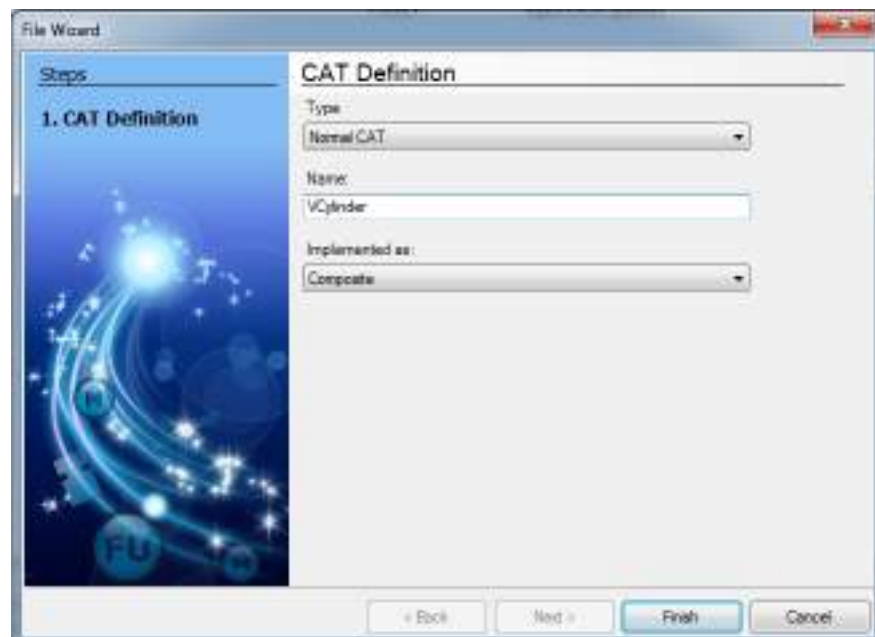 File Wizard
Steps
1. CAT Definition
CAT Definition
Type
Normal CAT
Name:
VCylinder
Implemented as:
Composite
FU
H
< Back
Next >
Finish
Cancel